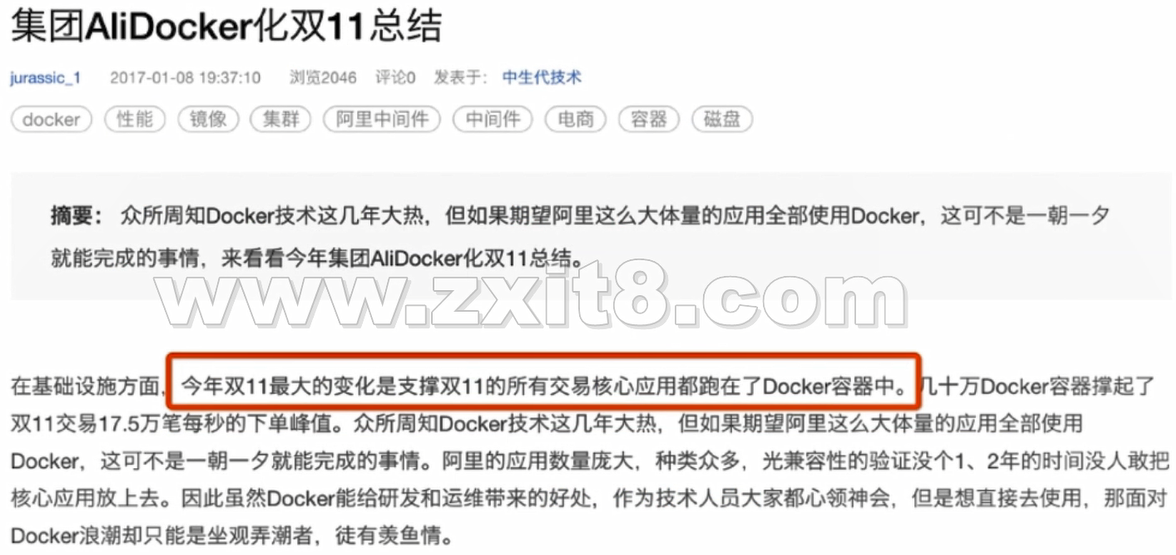 集团AliDocker化双11总结
jurassic_1 2017-01-08 19:37:10 浏览2046 评论0 发表于： 中生代技术
docker 性能 镜像 集群 阿里中间件 中间件 电商 容器 磁盘
摘要： 众所周知Docker技术这几年大热，但如果期望阿里这么大体量的应用全部使用Docker，这可不是一朝一夕
就能完成的事情，来看看今年集团AliDocker化双11总结。
www.zxit8.com
在基础设施方面，今年双11最大的变化是支撑双11的所有交易核心应用都跑在了Docker容器中。几十万Docker容器撑起了
双11交易17.5万笔每秒的下单峰值。众所周知Docker技术这几年大热，但如果期望阿里这么大体量的应用全部使用
Docker，这可不是一朝一夕就能完成的事情。阿里的应用数量庞大，种类众多，光兼容性的验证没个1、2年的时间没人敢把
核心应用放上去。因此虽然Docker能给研发和运维带来的好处，作为技术人员大家都心领神会，但是想直接去使用，那面对
Docker浪潮却只能是坐观弄潮者，徒有羡鱼情。